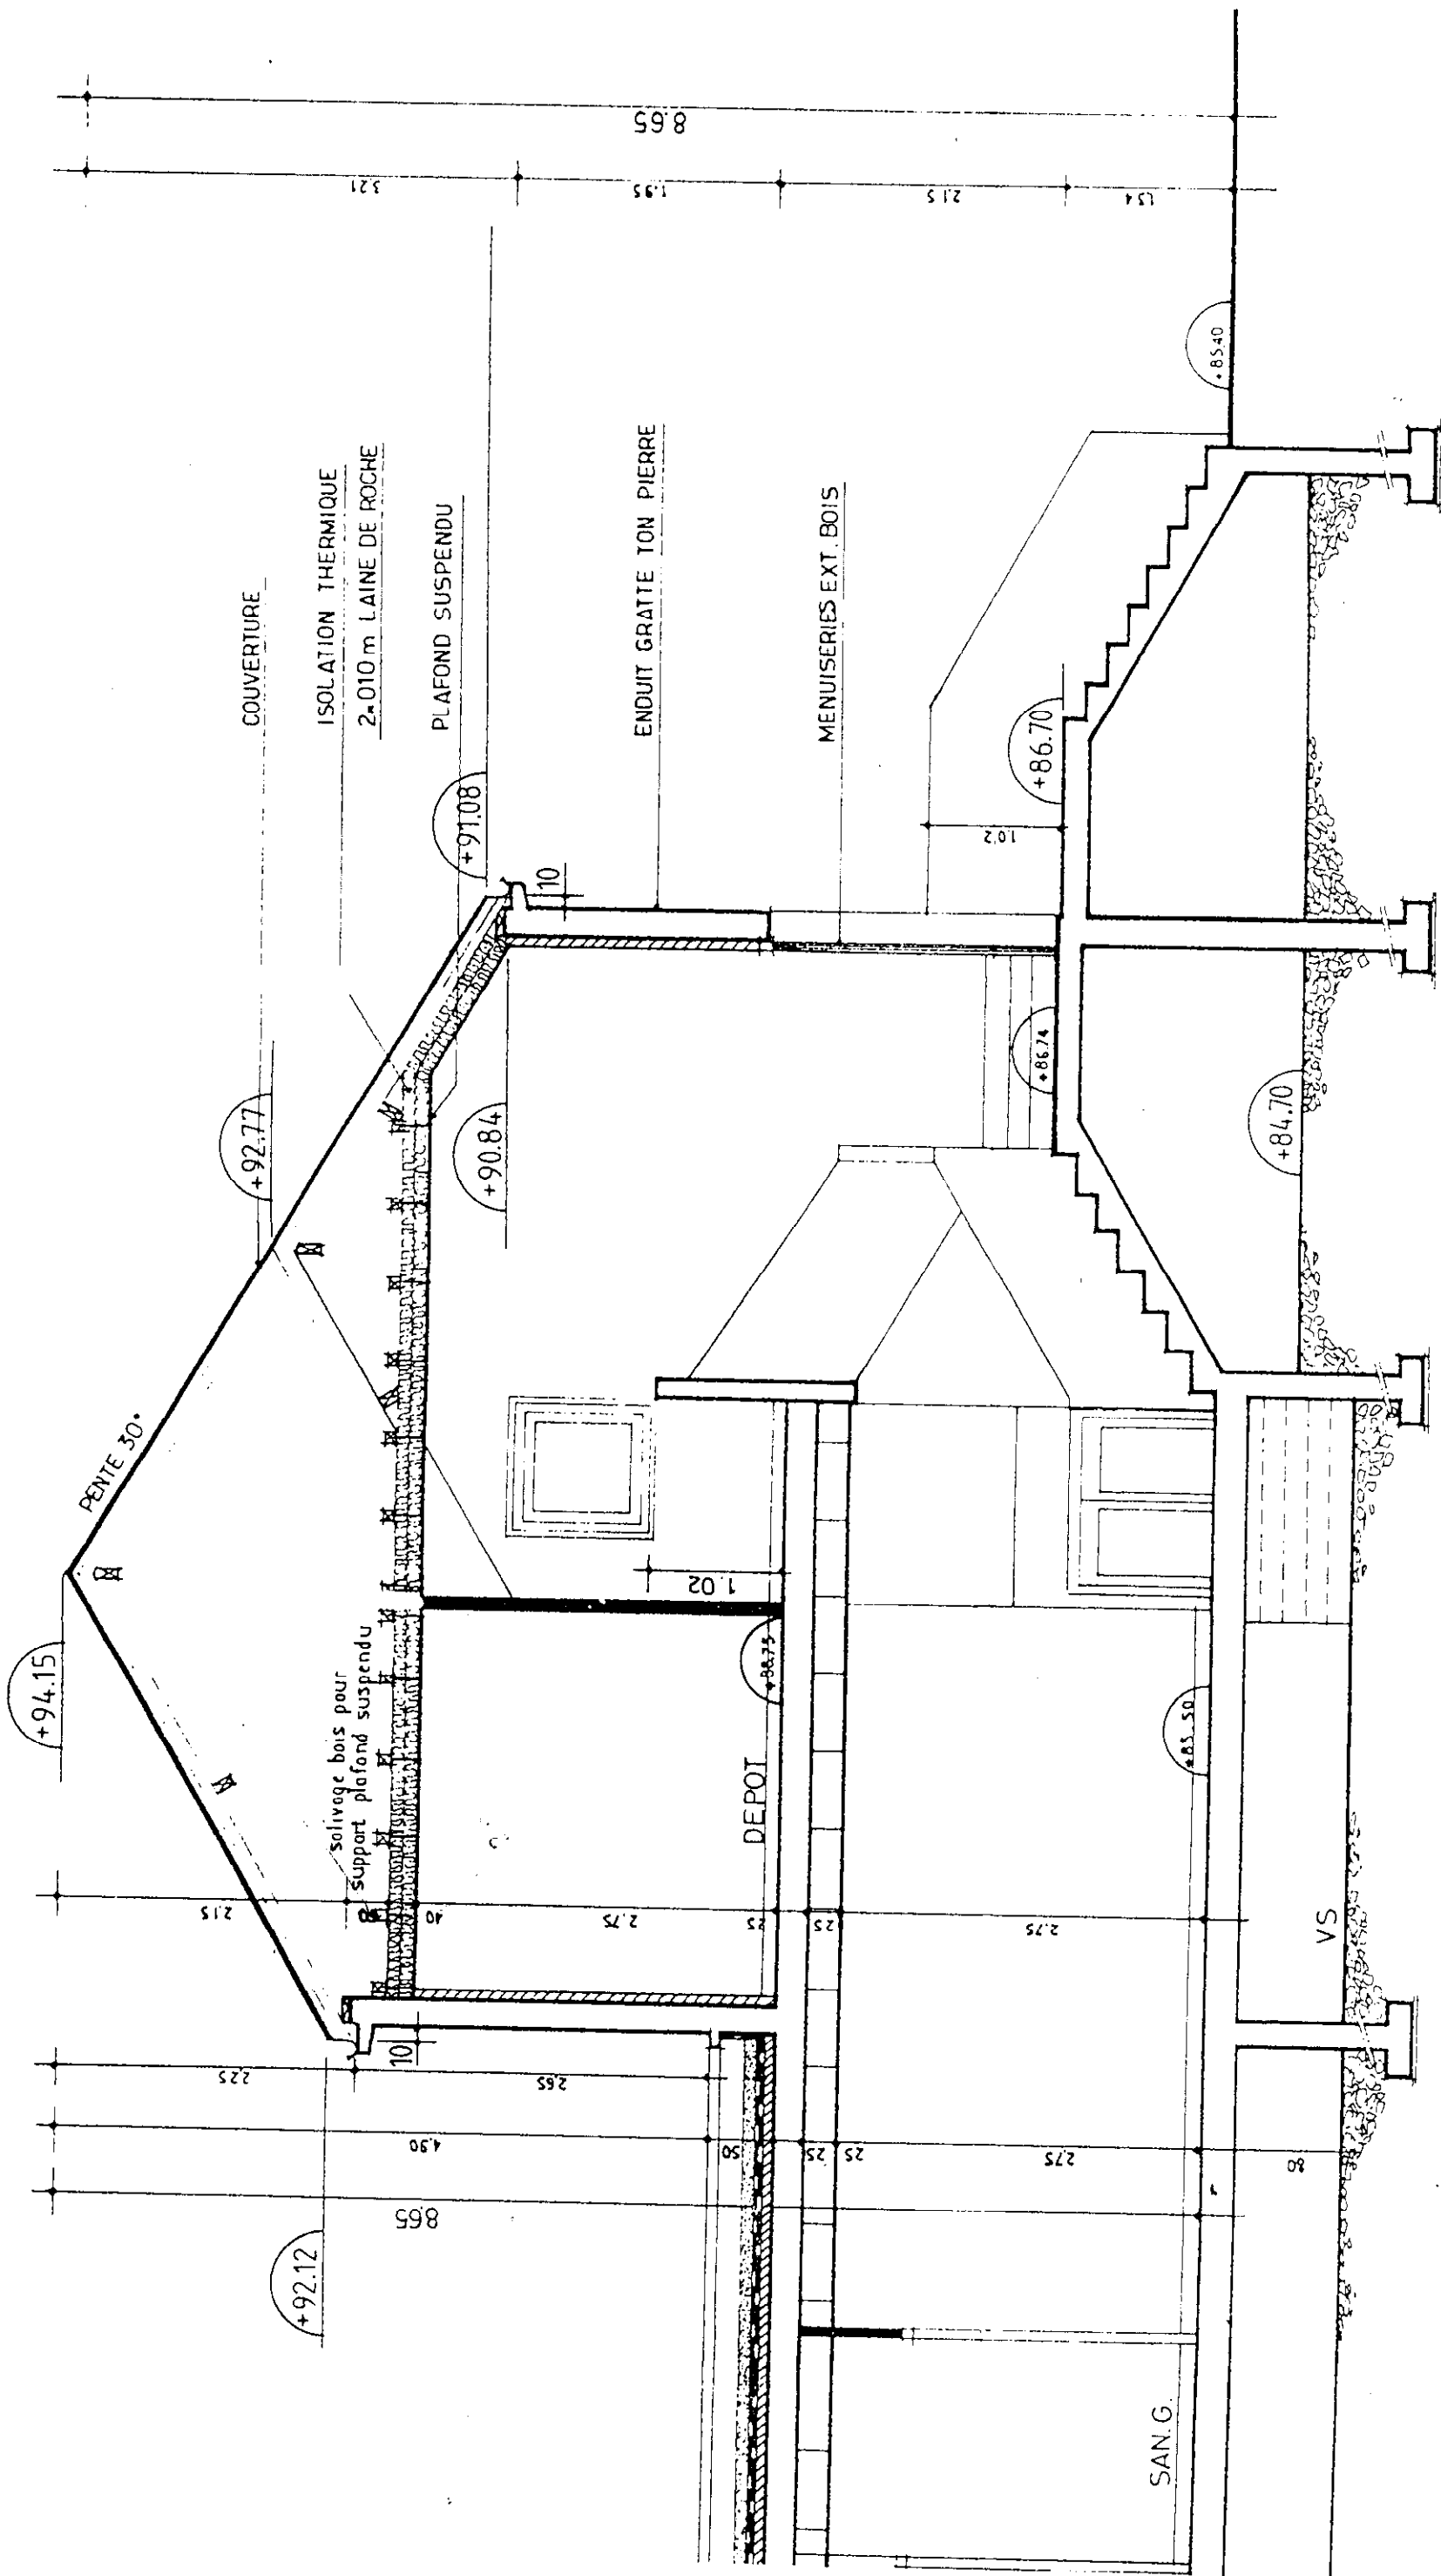 +94.15
PENTE 30°
+92.77
COUVERTURE
ISOLATION THERMIQUE
2x010 m LAINE DE ROCHE
PLAFOND SUSPENDU
+91.08
10
ENDUIT GRATTE TON PIERRE
MENUISERIES EXT. BOIS
+90.84
solivage bois pour
support plafond suspendu
+92.12
10
2.15
40
2.75
25
25
2.75
2.25
2.65
4.90
50
25
25
2.75
80
8.65
3.21
1.95
2.15
1.34
8.65
1.02
1.02
+88.75
DEPOT
+86.74
+86.70
+85.40
+85.50
+84.70
SAN. G.
VS